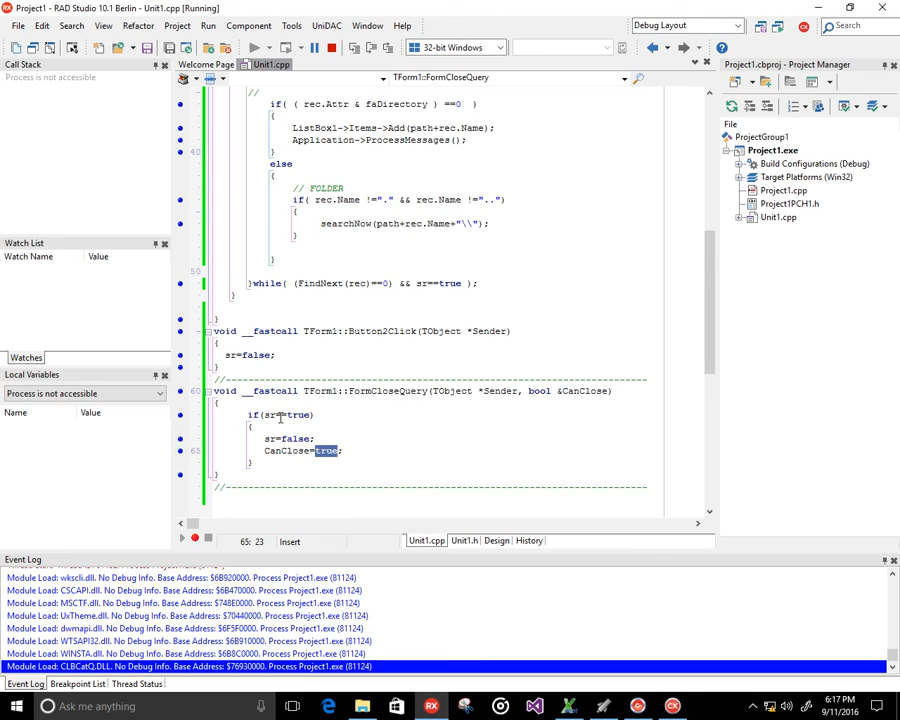 Project1 - RAD Studio 10.1 Berlin - Unit1.cpp [Running]
File Edit Search View Refactor Project Run Component Tools UniDAC Window Help
Debug Layout
Search
32-bit Windows
Call Stack
Process is not accessible
Welcome Page Unit1.cpp
TForm1::FormCloseQuery
Project1.cbproj - Project Manager
//
if( ( rec.Attr & faDirectory ) ==0 )
{
ListBox1->Items->Add(path+rec.Name);
Application->ProcessMessages();
40 }
else
{
// FOLDER
if( rec.Name !="." && rec.Name !="..")
{
searchNow(path+rec.Name+"\\");
}
}
50
}while( (FindNext(rec)==0) && sr==true );
}
}
void __fastcall TForm1::Button2Click(TObject *Sender)
{
sr=false;
}
//---------------------------------------------------------------------------
60 void __fastcall TForm1::FormCloseQuery(TObject *Sender, bool &CanClose)
{
if(sr==true)
{
sr=false;
65 CanClose=true;
}
}
//---------------------------------------------------------------------------
File
ProjectGroup1
Project1.exe
Build Configurations (Debug)
Target Platforms (Win32)
Project1.cpp
Project1PCH1.h
Unit1.cpp
Watch List
Watch Name Value
Watches
Local Variables
Process is not accessible
Name Value
65: 23 Insert
Unit1.cpp Unit1.h Design History
Event Log
Module Load: wkscli.dll. No Debug Info. Base Address: $6B920000. Process Project1.exe (81124)
Module Load: CSCAPI.dll. No Debug Info. Base Address: $6B470000. Process Project1.exe (81124)
Module Load: MSCTF.dll. No Debug Info. Base Address: $748E0000. Process Project1.exe (81124)
Module Load: UxTheme.dll. No Debug Info. Base Address: $70440000. Process Project1.exe (81124)
Module Load: dwmapi.dll. No Debug Info. Base Address: $6F5F0000. Process Project1.exe (81124)
Module Load: WTSAPI32.dll. No Debug Info. Base Address: $6B910000. Process Project1.exe (81124)
Module Load: WINSTA.dll. No Debug Info. Base Address: $6B8C0000. Process Project1.exe (81124)
Module Load: CLBCatQ.DLL. No Debug Info. Base Address: $76930000. Process Project1.exe (81124)
Event Log Breakpoint List Thread Status
Ask me anything
6:17 PM
9/11/2016